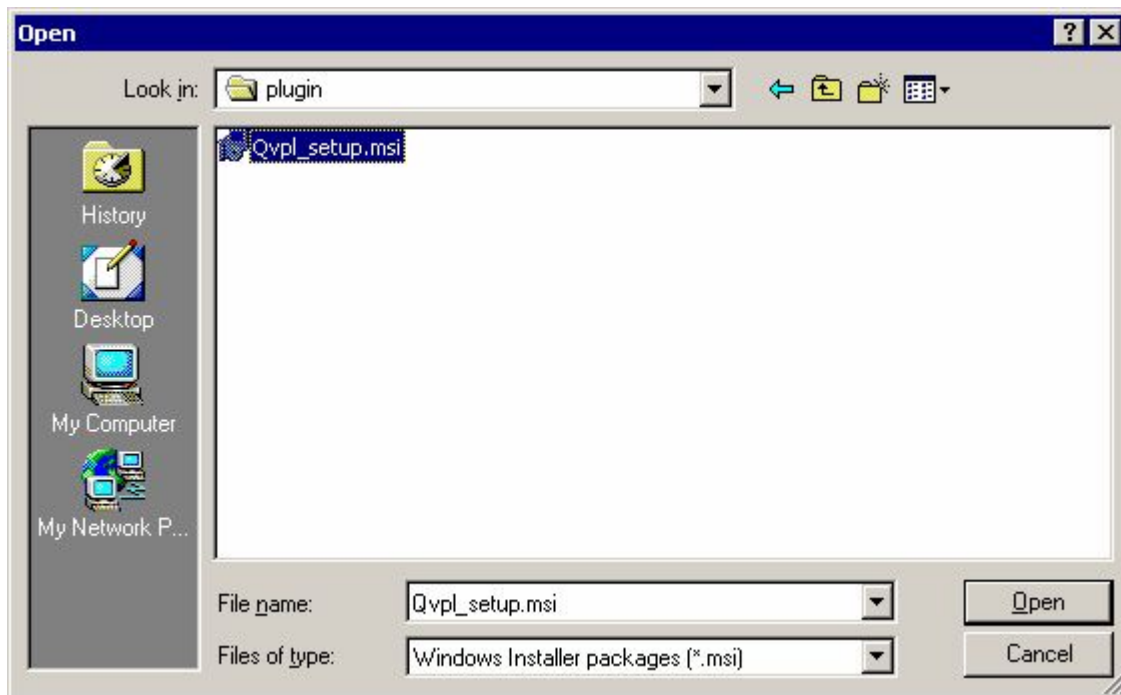 Open
Look in: plugin
Qvpl_setup.msi
History
Desktop
My Computer
My Network P...
File name: Qvpl_setup.msi Open
Files of type: Windows Installer packages (*.msi) Cancel